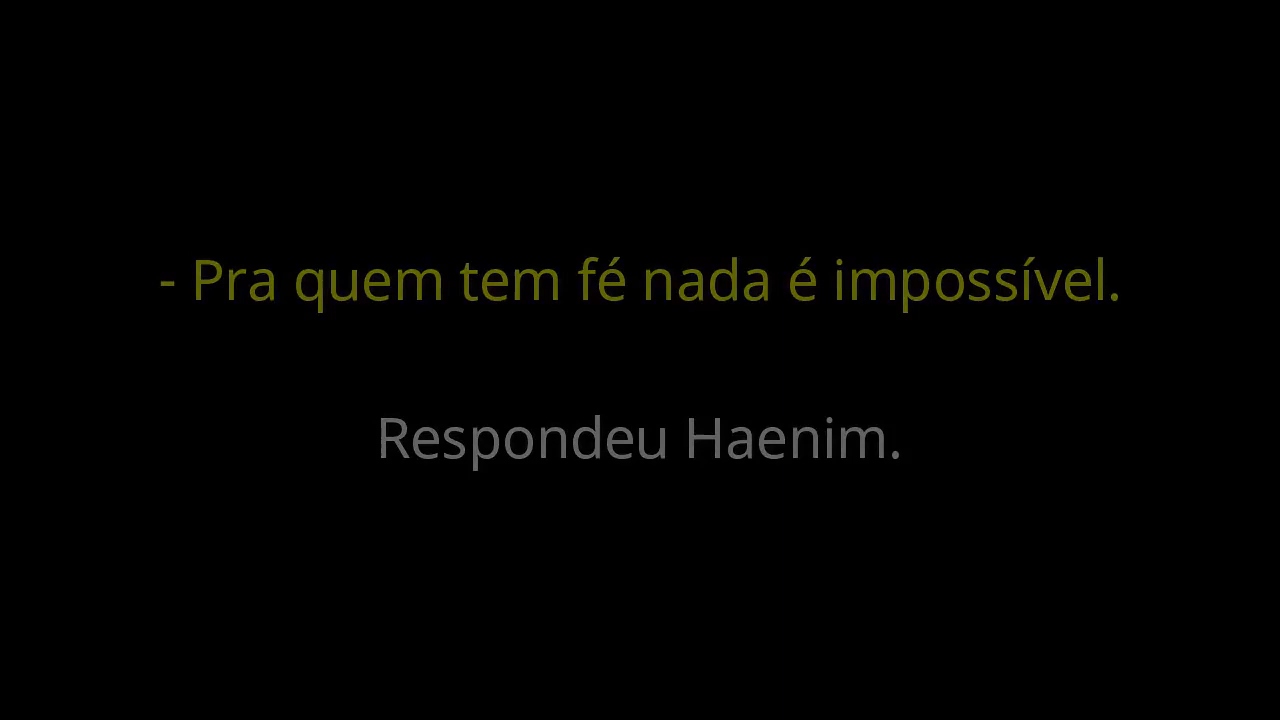 - Pra quem tem fé nada é impossível.
Respondeu Haenim.